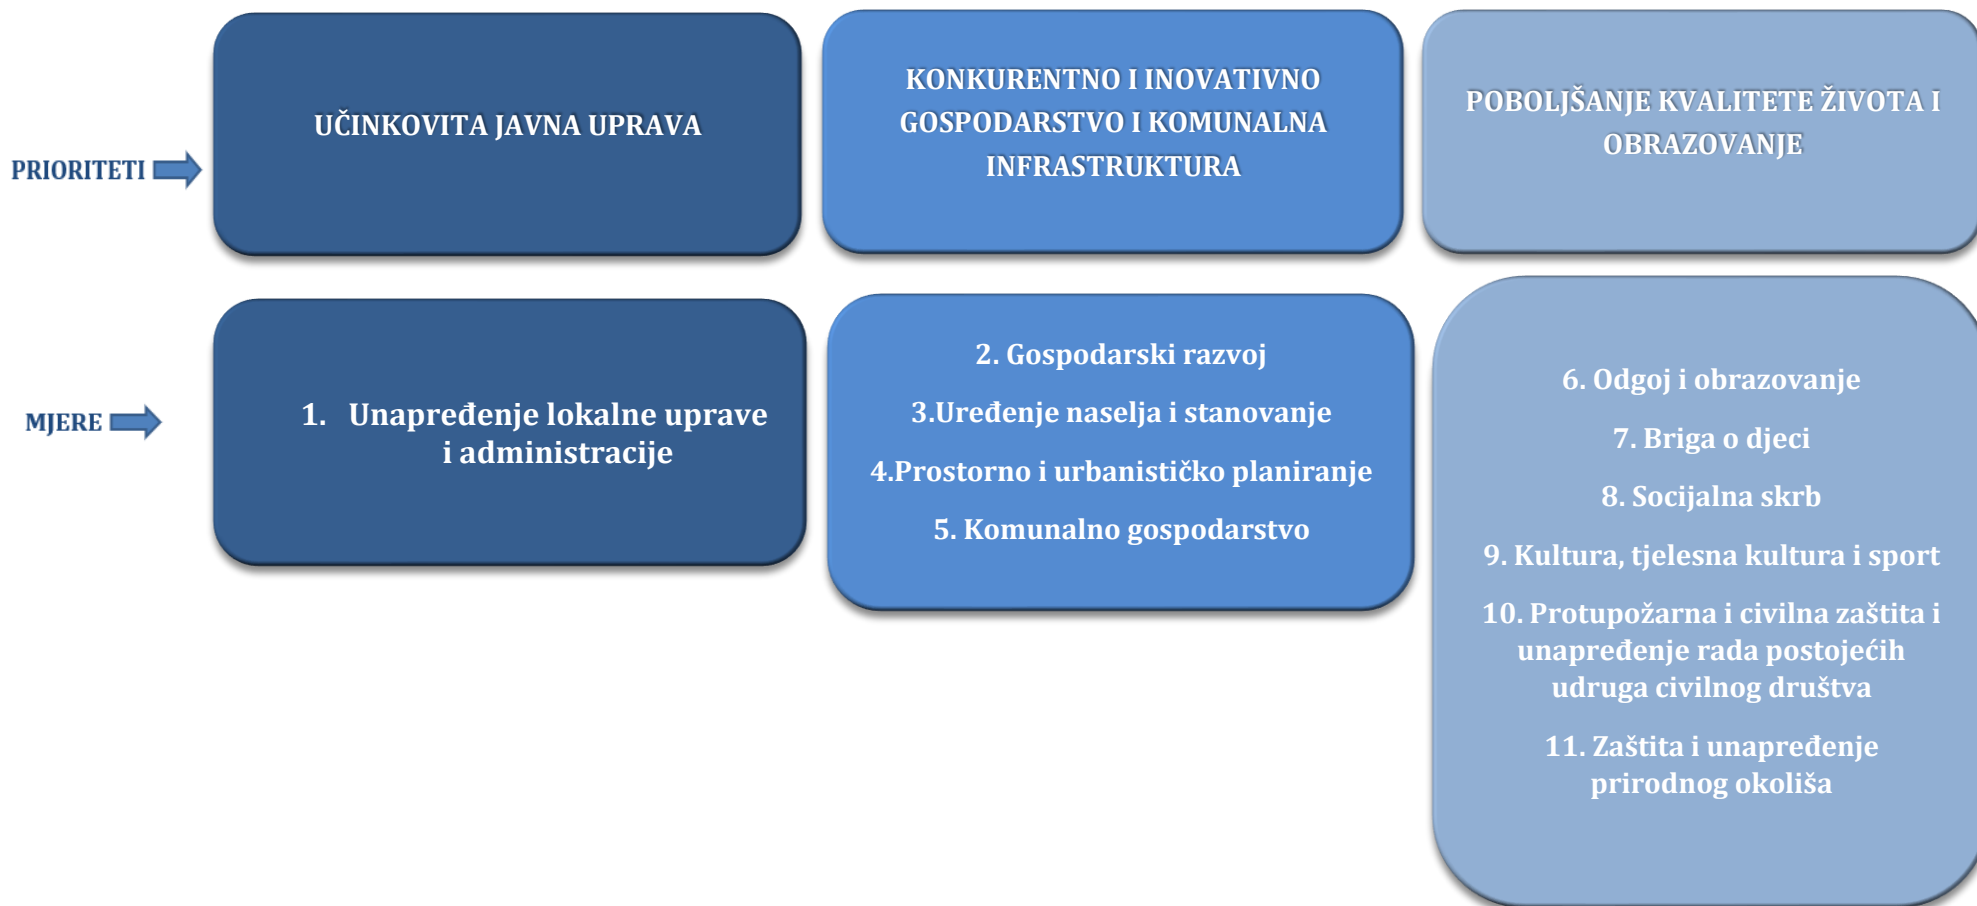 PRIORITETI
UČINKOVITA JAVNA UPRAVA
KONKURENTNO I INOVATIVNO
GOSPODARSTVO I KOMUNALNA
INFRASTRUKTURA
POBOLJŠANJE KVALITETE ŽIVOTA I
OBRAZOVANJE
MJERE
1. Unapređenje lokalne uprave
i administracije
2. Gospodarski razvoj
3.Uređenje naselja i stanovanje
4.Prostorno i urbanističko planiranje
5. Komunalno gospodarstvo
6. Odgoj i obrazovanje
7. Briga o djeci
8. Socijalna skrb
9. Kultura, tjelesna kultura i sport
10. Protupožarna i civilna zaštita i
unapređenje rada postojećih
udruga civilnog društva
11. Zaštita i unapređenje
prirodnog okoliša